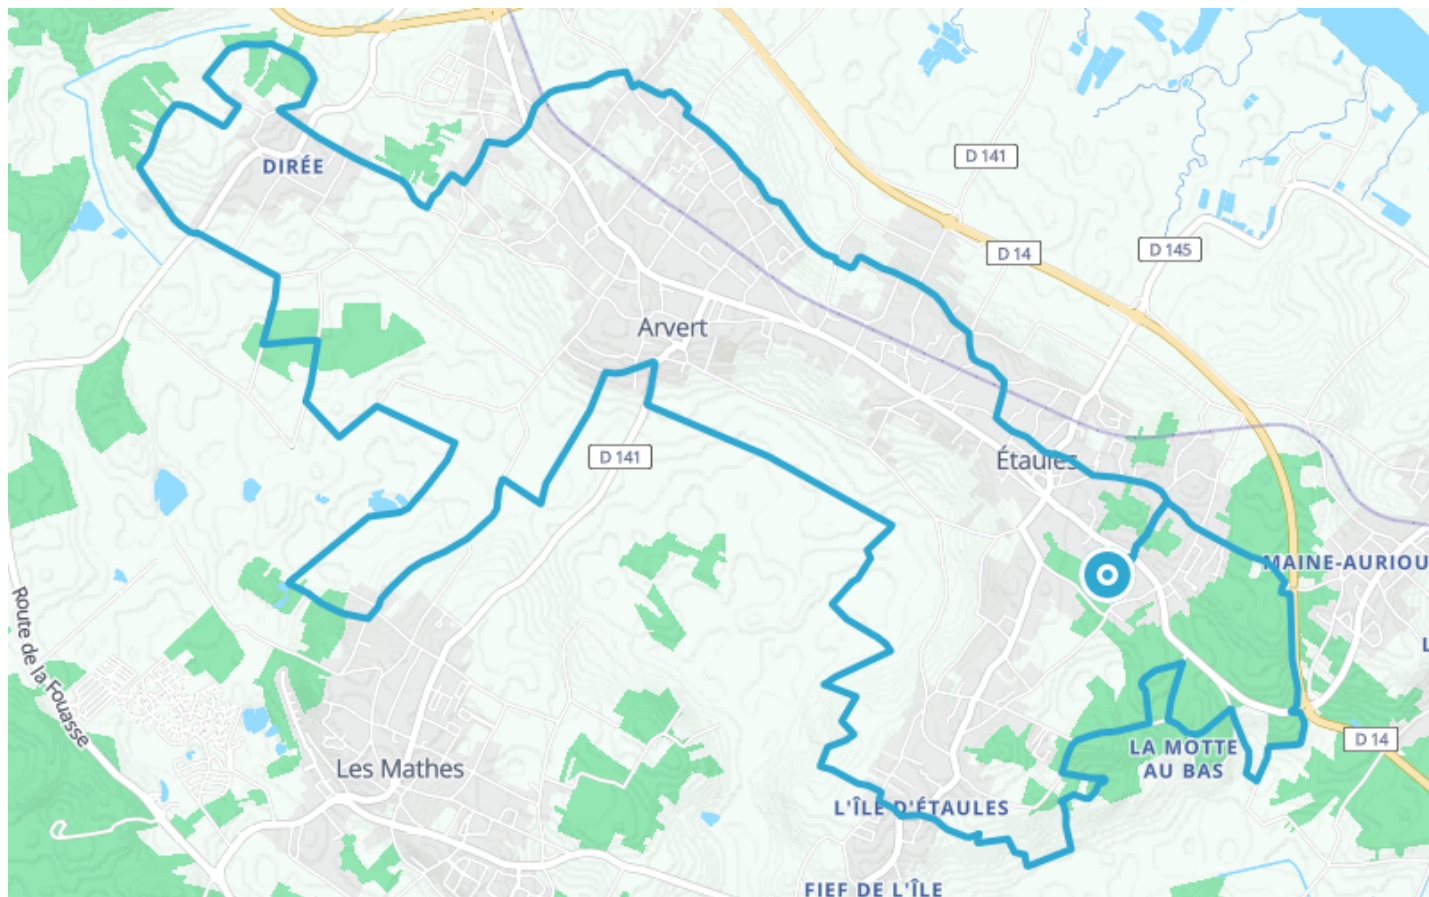 D 141
DIRÉE
D 145
D 14
Arvert
D 141
Étaules
MAINE-AURIOU
Route de la Fouasse
L
D 14
LA MOTTE
AU BAS
Les Mathes
L'ÎLE D'ÉTAULES
FIEF DE L'ÎLE